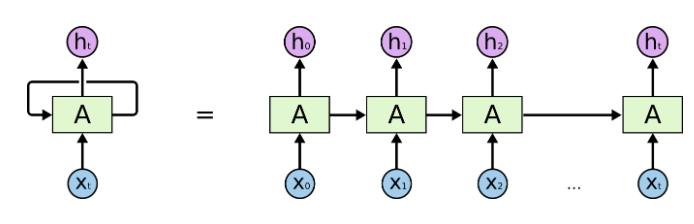 hₜ h₀ h₁ h₂ hₜ
A = A A A A
xₜ x₀ x₁ x₂ ... xₜ